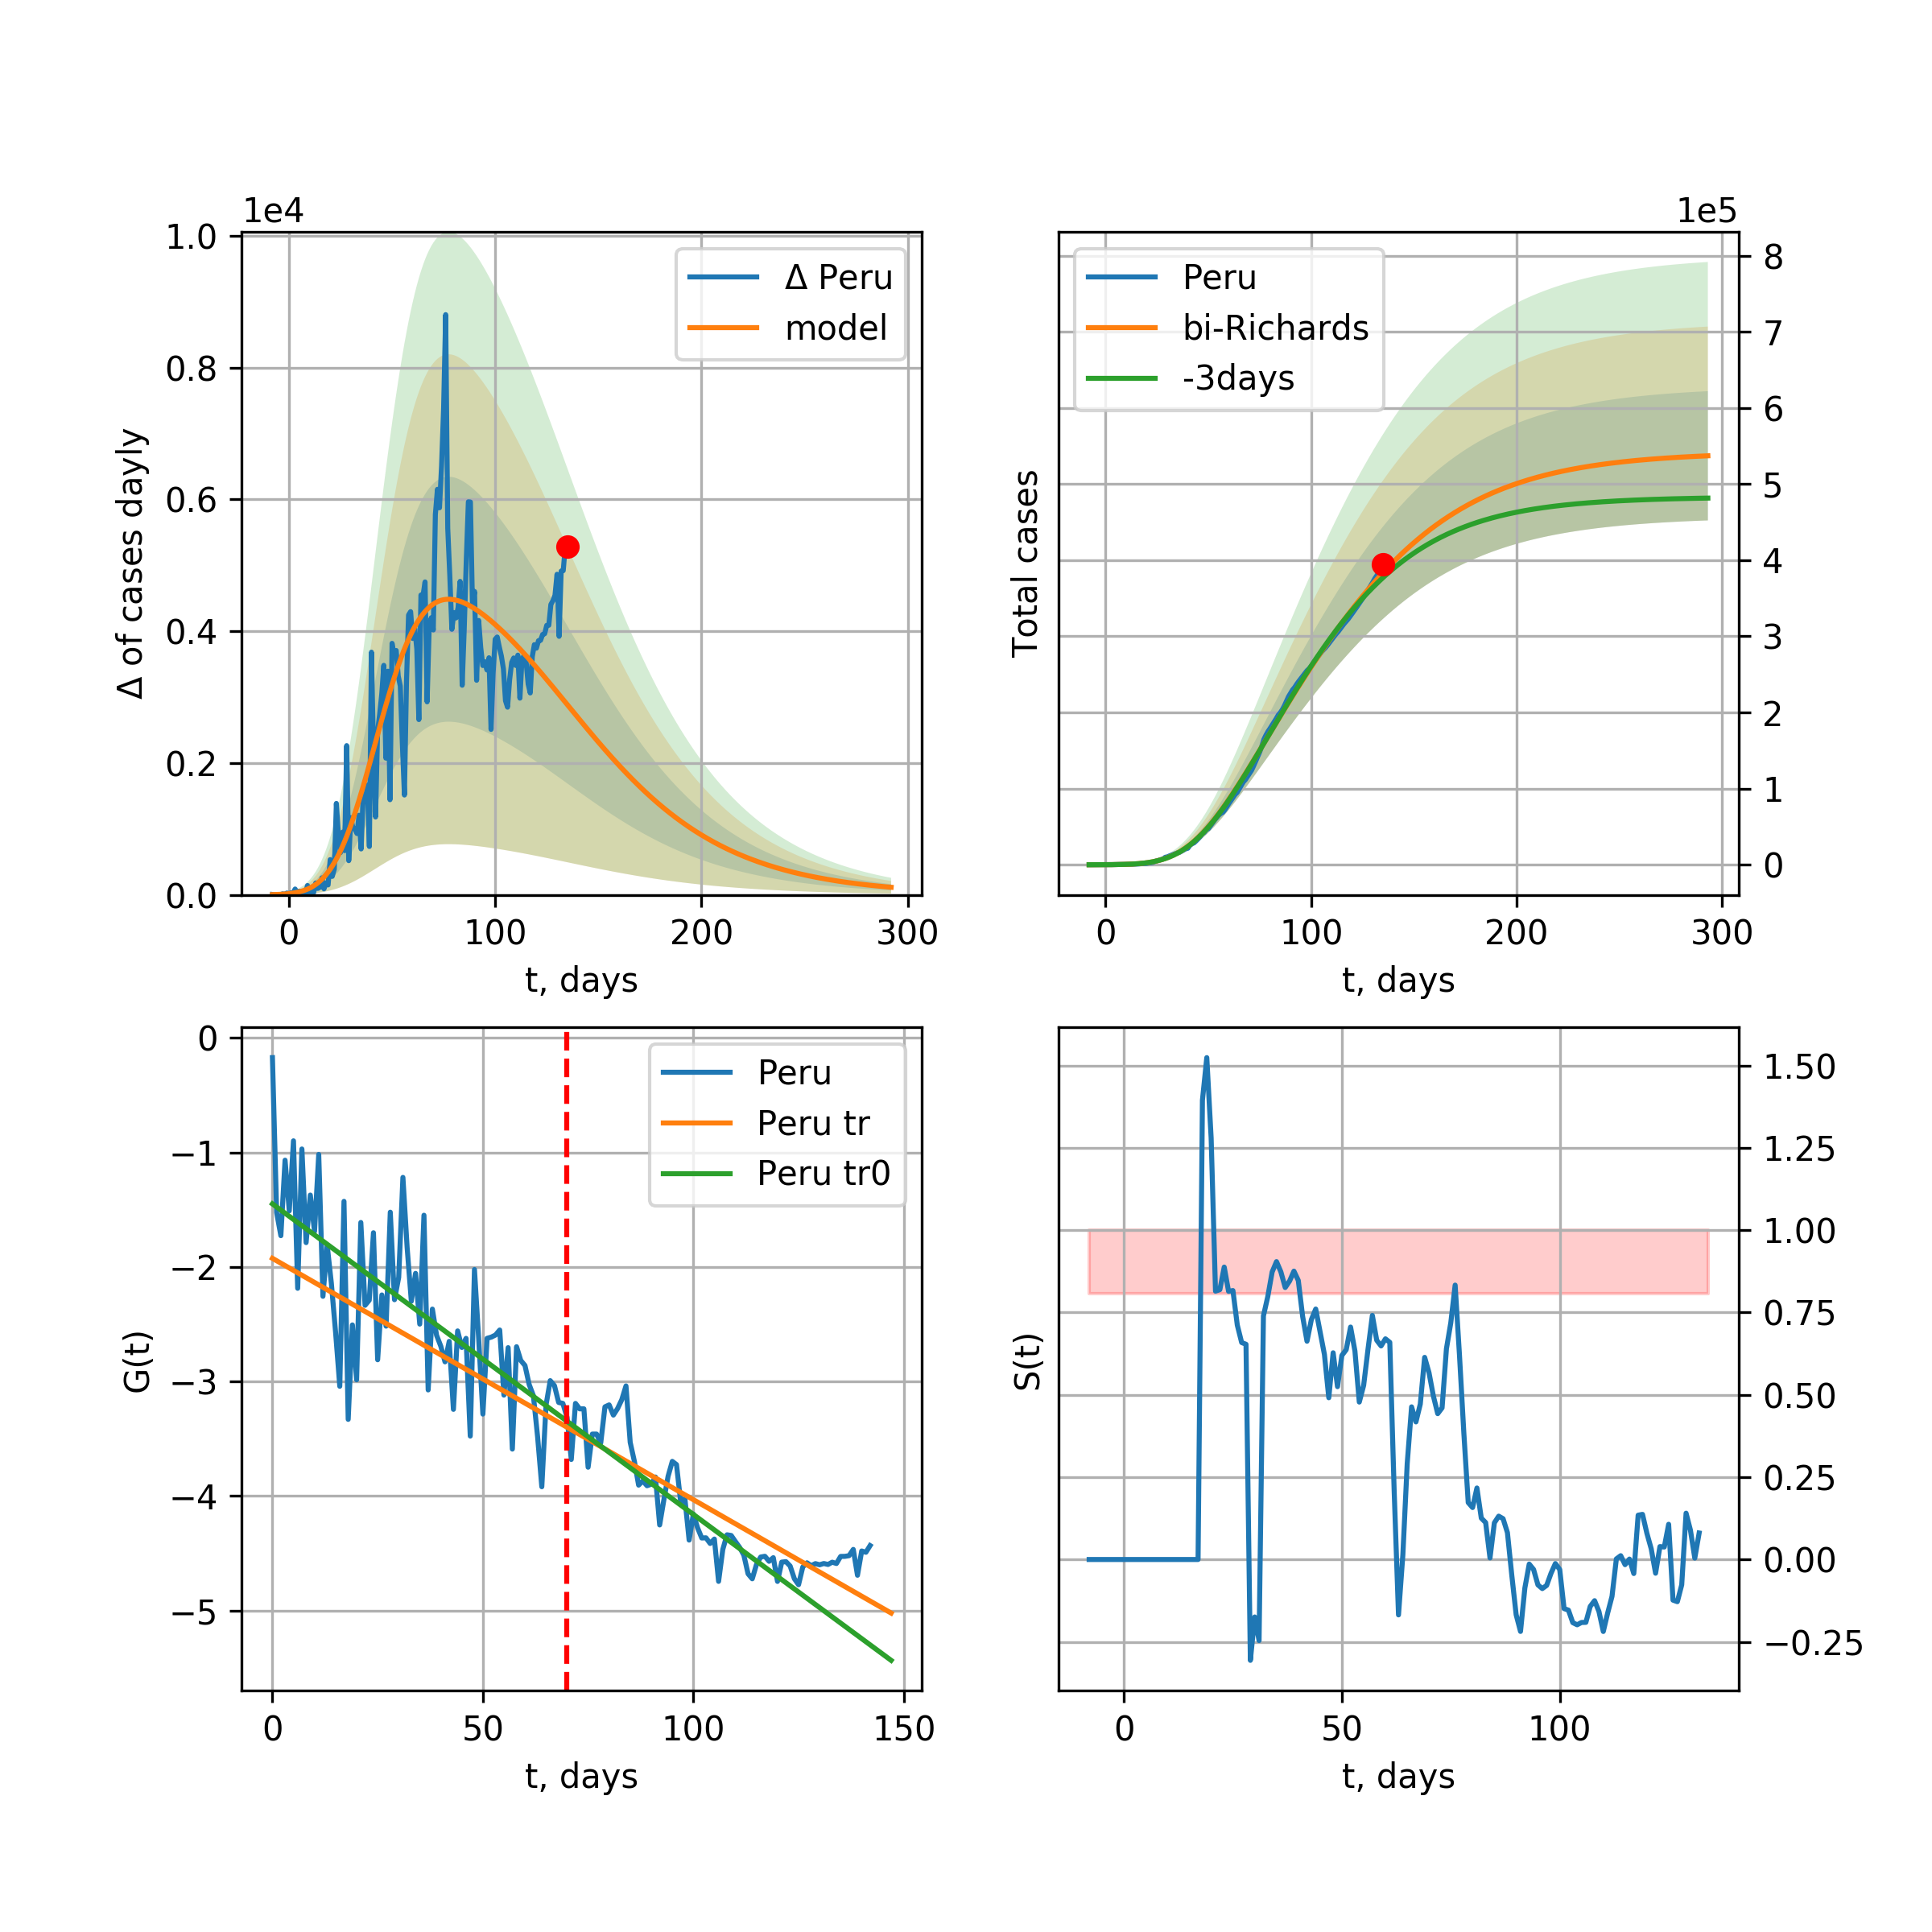 1e4
1.0
0.8
0.6
0.4
0.2
0.0
Δ of cases dayly
Δ Peru
model
0 100 200 300
t, days
1e5
Peru
bi-Richards
-3days
8
7
6
5
4
3
2
1
0
Total cases
0 100 200 300
t, days
0
−1
−2
−3
−4
−5
G(t)
Peru
Peru tr
Peru tr0
0 50 100 150
t, days
1.50
1.25
1.00
0.75
0.50
0.25
0.00
−0.25
S(t)
0 50 100
t, days